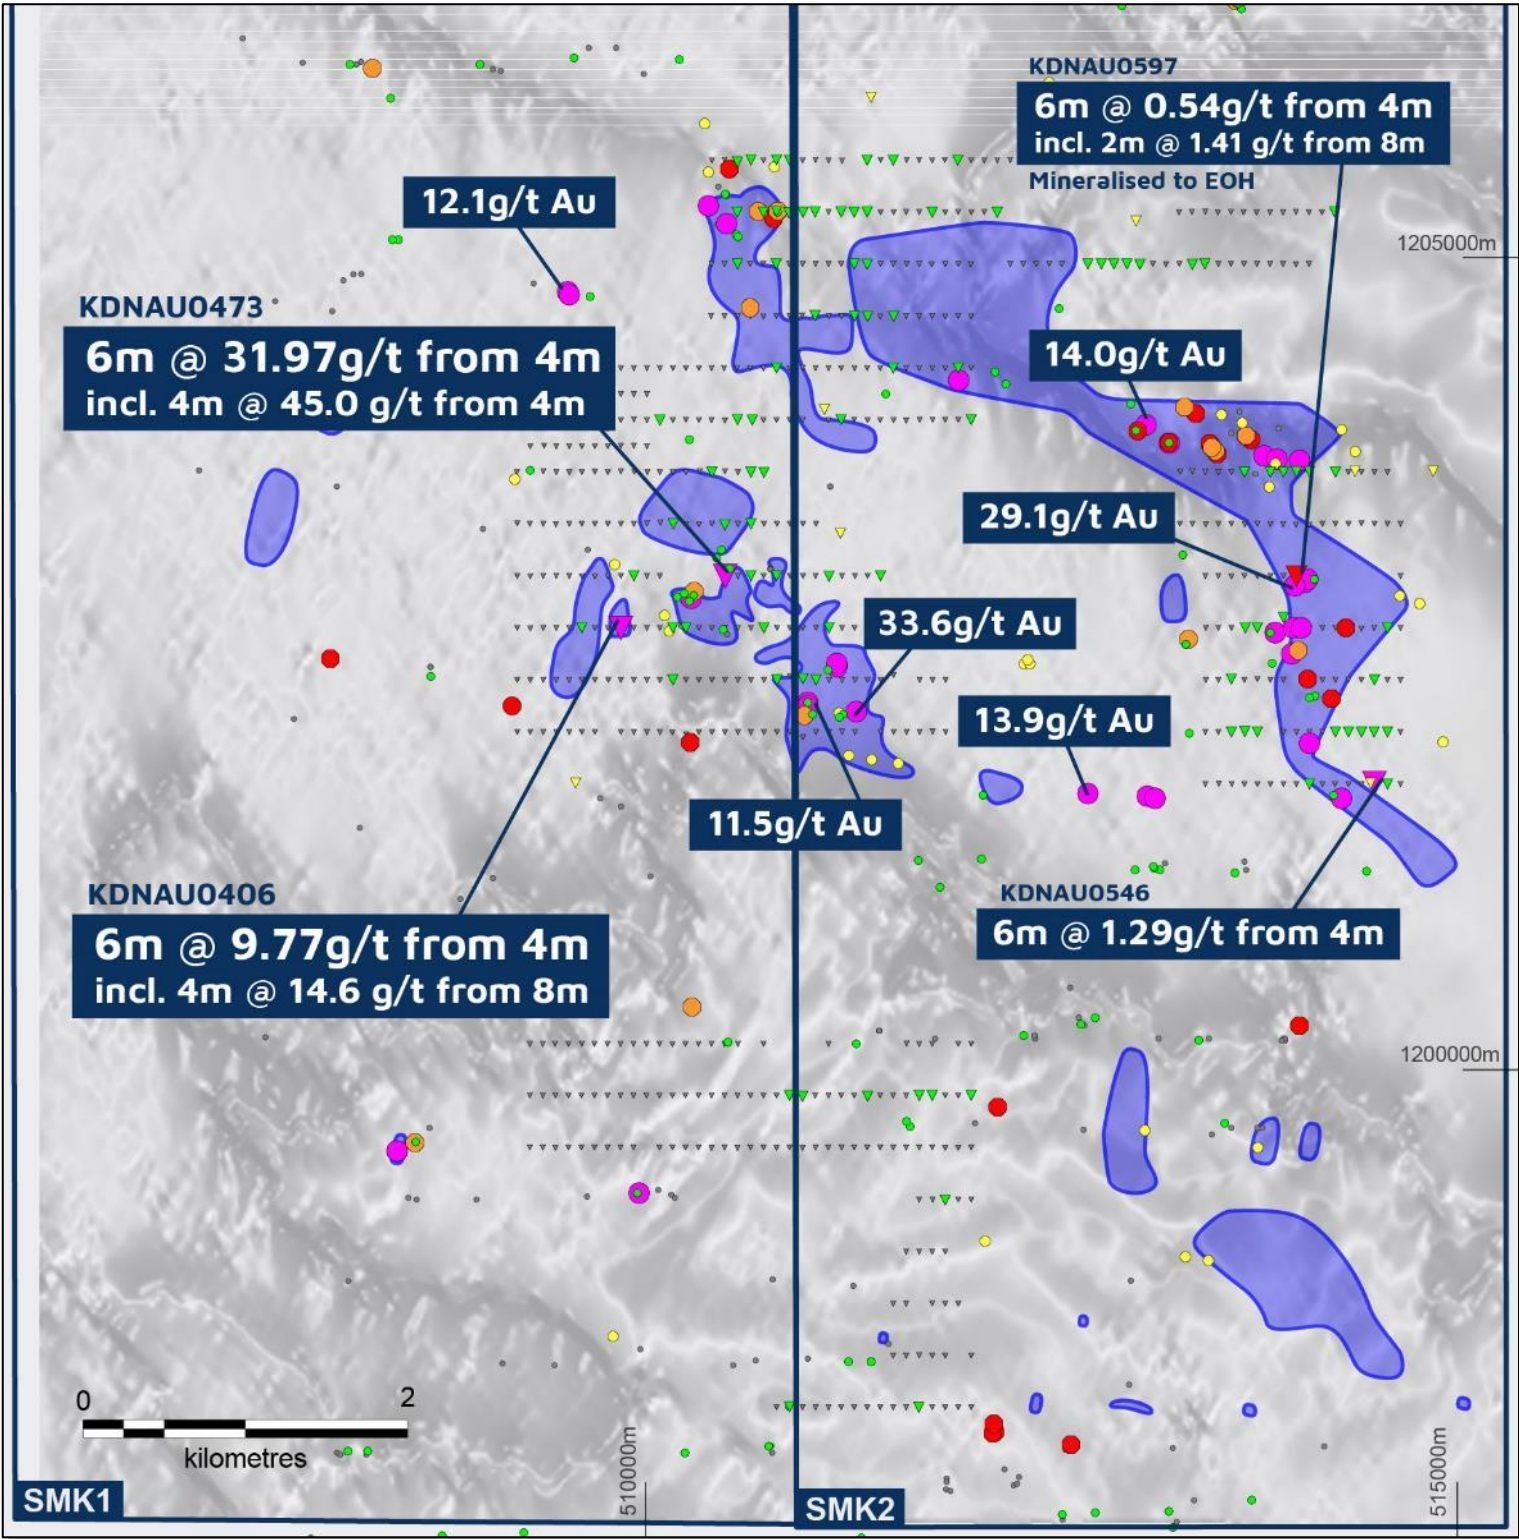 KDNAU0597
6m @ 0.54g/t from 4m
incl. 2m @ 1.41 g/t from 8m
Mineralised to EOH
12.1g/t Au
1205000m
KDNAU0473
6m @ 31.97g/t from 4m
incl. 4m @ 45.0 g/t from 4m
14.0g/t Au
29.1g/t Au
33.6g/t Au
13.9g/t Au
11.5g/t Au
KDNAU0406
6m @ 9.77g/t from 4m
incl. 4m @ 14.6 g/t from 8m
KDNAU0546
6m @ 1.29g/t from 4m
1200000m
0 2
kilometres
510000m
515000m
SMK1
SMK2